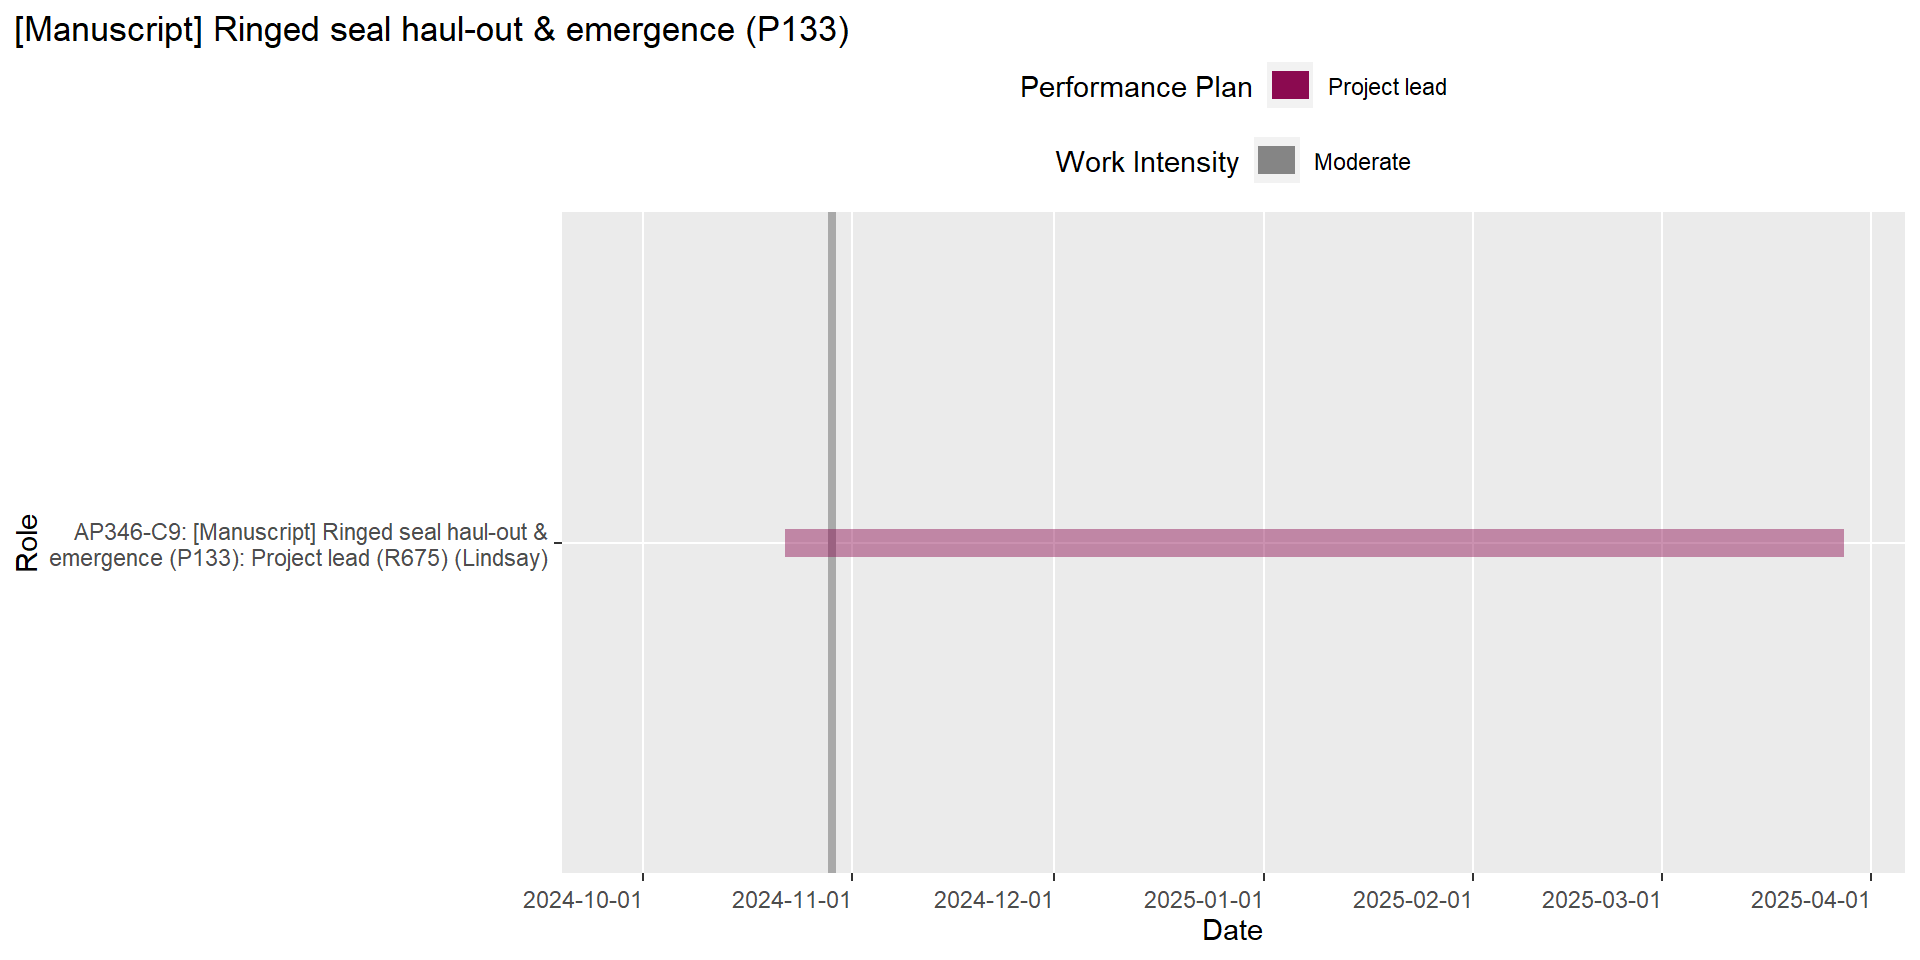 [Manuscript] Ringed seal haul-out & emergence (P133)
Performance Plan Project lead
Work Intensity Moderate
Role
AP346-C9: [Manuscript] Ringed seal haul-out &
emergence (P133): Project lead (R675) (Lindsay)
2024-10-01 2024-11-01 2024-12-01 2025-01-01 2025-02-01 2025-03-01 2025-04-01
Date